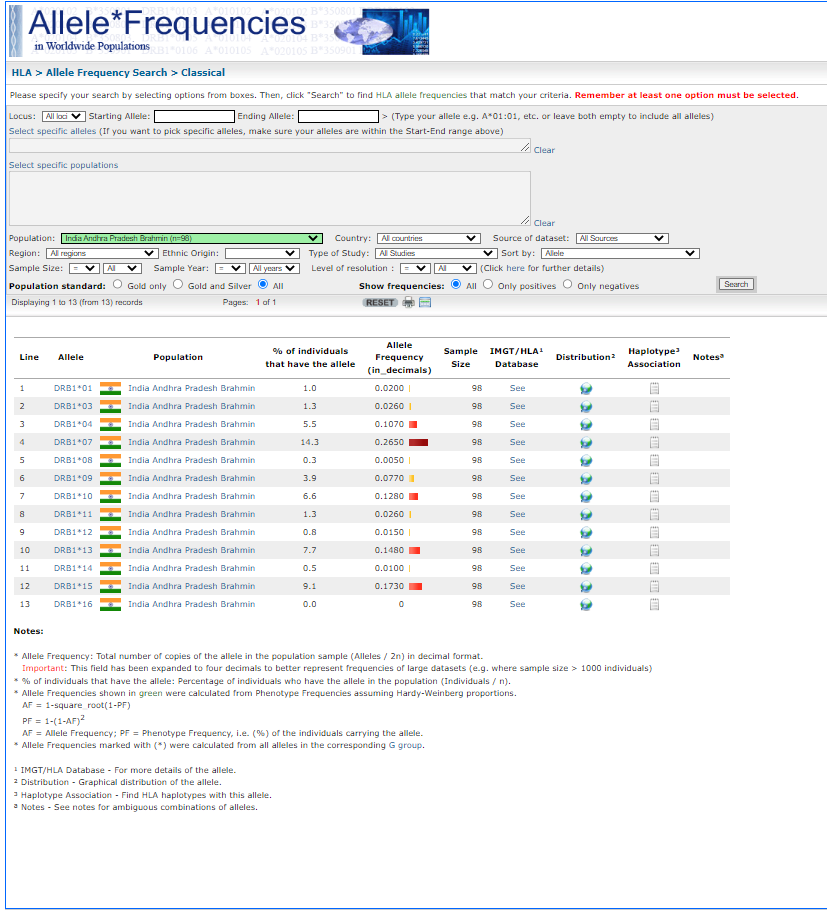 Allele*Frequencies
in Worldwide Populations
HLA > Allele Frequency Search > Classical
Please specify your search by selecting options from boxes. Then, click "Search" to find HLA allele frequencies that match your criteria. Remember at least one option must be selected.
Locus: All loci Starting Allele: Ending Allele: > (Type your allele e.g. A*01:01, etc. or leave both empty to include all alleles)
Select specific alleles (If you want to pick specific alleles, make sure your alleles are within the Start-End range above)
Clear
Select specific populations
Clear
Population: India Andhra Pradesh Brahmin (n=98) Country: All countries Source of dataset: All Sources
Region: All regions Ethnic Origin: Type of Study: All Studies Sort by: Allele
Sample Size: = All Sample Year: = All years Level of resolution : = All (Click here for further details)
Population standard: Gold only Gold and Silver All Show frequencies: All Only positives Only negatives Search
Displaying 1 to 13 (from 13) records Pages: 1 of 1 RESET
Line Allele Population % of individuals that have the allele Allele Frequency (in_decimals) Sample Size IMGT/HLA¹ Database Distribution² Haplotype³ Association Notesª
1 DRB1*01 India Andhra Pradesh Brahmin 1.0 0.0200 98 See
2 DRB1*03 India Andhra Pradesh Brahmin 1.3 0.0260 98 See
3 DRB1*04 India Andhra Pradesh Brahmin 5.5 0.1070 98 See
4 DRB1*07 India Andhra Pradesh Brahmin 14.3 0.2650 98 See
5 DRB1*08 India Andhra Pradesh Brahmin 0.3 0.0050 98 See
6 DRB1*09 India Andhra Pradesh Brahmin 3.9 0.0770 98 See
7 DRB1*10 India Andhra Pradesh Brahmin 6.6 0.1280 98 See
8 DRB1*11 India Andhra Pradesh Brahmin 1.3 0.0260 98 See
9 DRB1*12 India Andhra Pradesh Brahmin 0.8 0.0150 98 See
10 DRB1*13 India Andhra Pradesh Brahmin 7.7 0.1480 98 See
11 DRB1*14 India Andhra Pradesh Brahmin 0.5 0.0100 98 See
12 DRB1*15 India Andhra Pradesh Brahmin 9.1 0.1730 98 See
13 DRB1*16 India Andhra Pradesh Brahmin 0.0 0 98 See
Notes:
* Allele Frequency: Total number of copies of the allele in the population sample (Alleles / 2n) in decimal format.
Important: This field has been expanded to four decimals to better represent frequencies of large datasets (e.g. where sample size > 1000 individuals)
* % of individuals that have the allele: Percentage of individuals who have the allele in the population (Individuals / n).
* Allele Frequencies shown in green were calculated from Phenotype Frequencies assuming Hardy-Weinberg proportions.
AF = 1-square_root(1-PF)
PF = 1-(1-AF)²
AF = Allele Frequency; PF = Phenotype Frequency, i.e. (%) of the individuals carrying the allele.
* Allele Frequencies marked with (*) were calculated from all alleles in the corresponding G group.
¹ IMGT/HLA Database - For more details of the allele.
² Distribution - Graphical distribution of the allele.
³ Haplotype Association - Find HLA haplotypes with this allele.
ª Notes - See notes for ambiguous combinations of alleles.